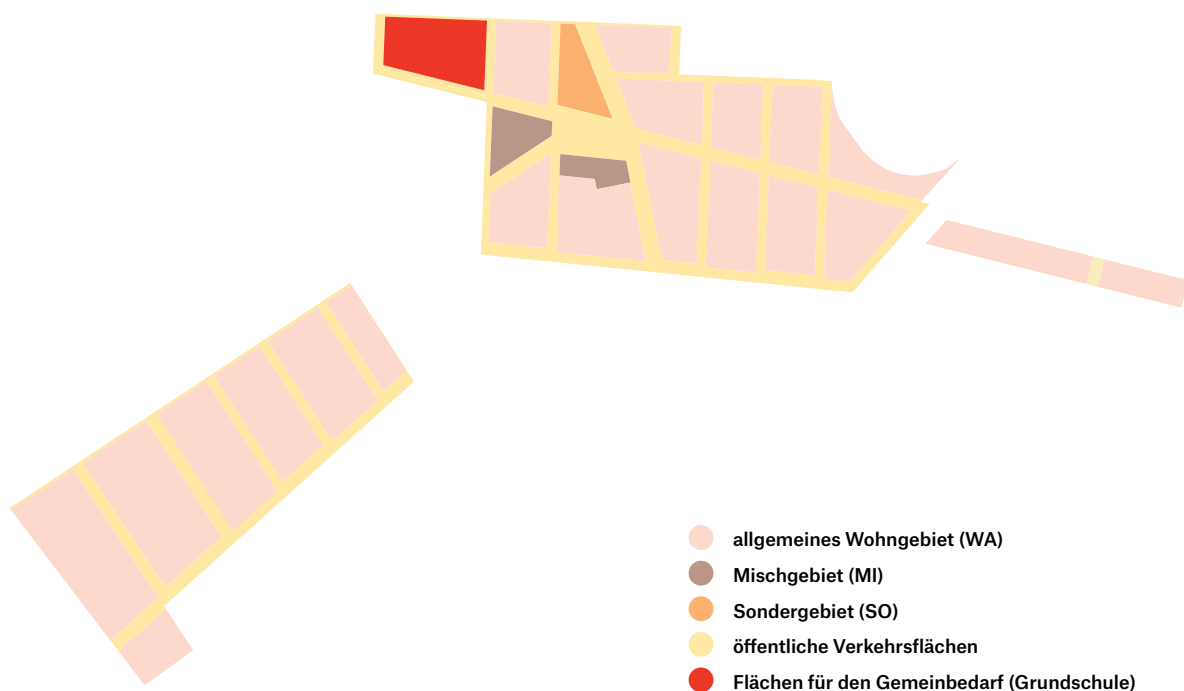 allgemeines Wohngebiet (WA)
Mischgebiet (MI)
Sondergebiet (SO)
öffentliche Verkehrsflächen
Flächen für den Gemeinbedarf (Grundschule)